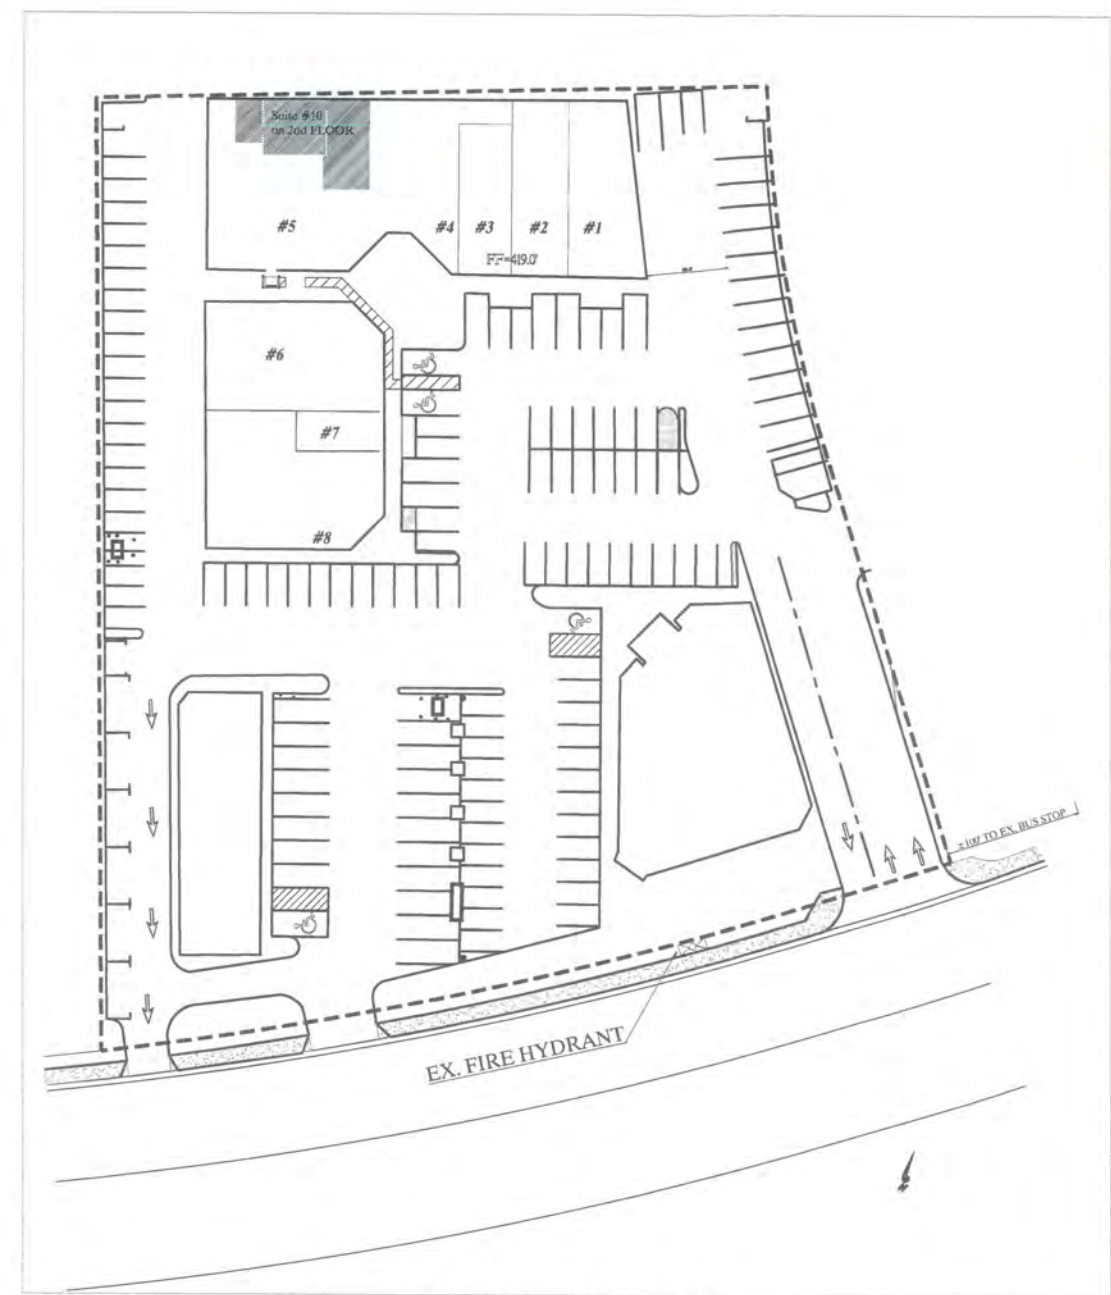 Suite #10
on 2nd FLOOR
#5
#4
#3
#2
#1
FF=419.0'
#6
#7
#8
±100' TO EX. BUS STOP
EX. FIRE HYDRANT